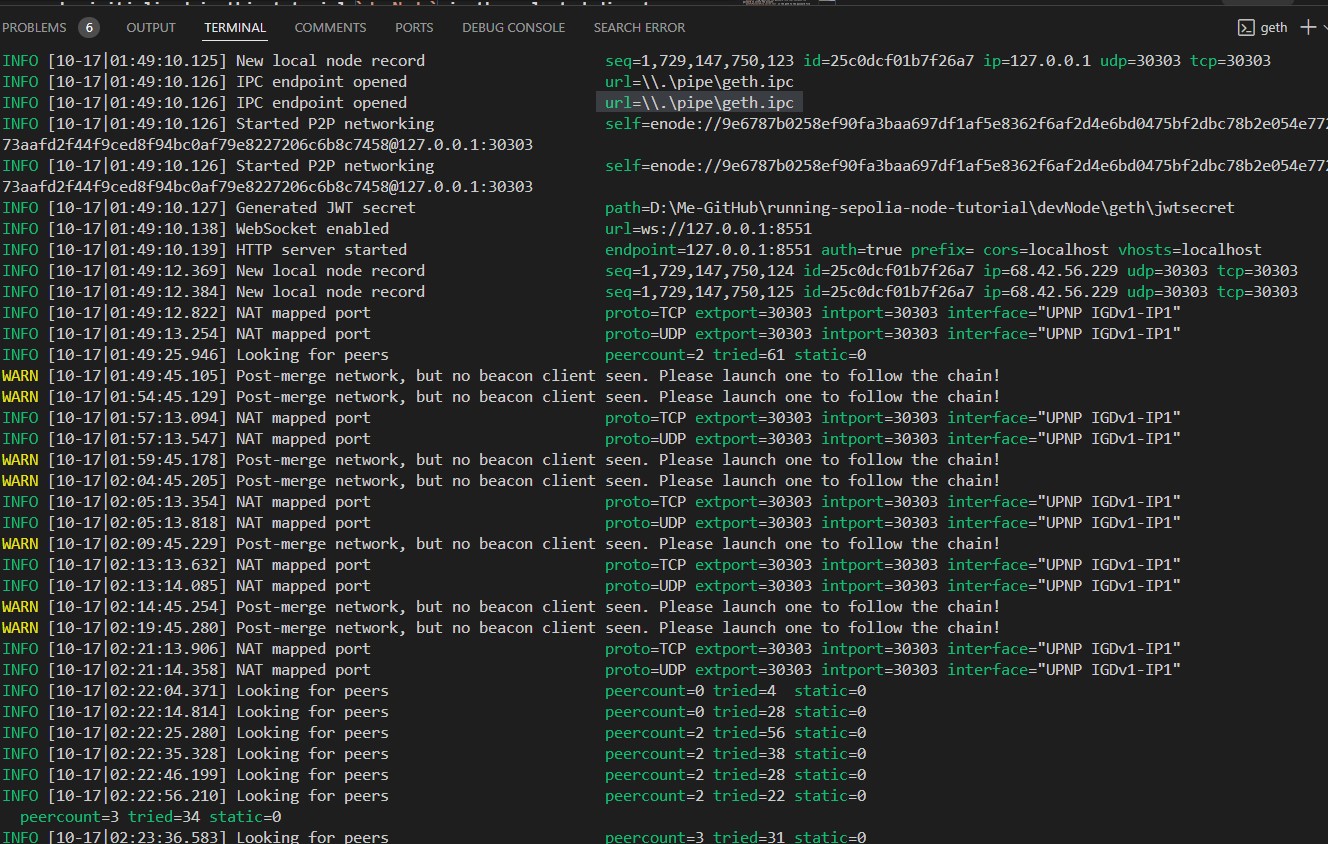 PROBLEMS 6 OUTPUT TERMINAL COMMENTS PORTS DEBUG CONSOLE SEARCH ERROR geth
INFO [10-17|01:49:10.125] New local node record seq=1,729,147,750,123 id=25c0dcf01b7f26a7 ip=127.0.0.1 udp=30303 tcp=30303
INFO [10-17|01:49:10.126] IPC endpoint opened url=\\.\pipe\geth.ipc
INFO [10-17|01:49:10.126] IPC endpoint opened url=\\.\pipe\geth.ipc
INFO [10-17|01:49:10.126] Started P2P networking self=enode://9e6787b0258ef90fa3baa697df1af5e8362f6af2d4e6bd0475bf2dbc78b2e054e772
73aafd2f44f9ced8f94bc0af79e8227206c6b8c7458@127.0.0.1:30303
INFO [10-17|01:49:10.126] Started P2P networking self=enode://9e6787b0258ef90fa3baa697df1af5e8362f6af2d4e6bd0475bf2dbc78b2e054e772
73aafd2f44f9ced8f94bc0af79e8227206c6b8c7458@127.0.0.1:30303
INFO [10-17|01:49:10.127] Generated JWT secret path=D:\Me-GitHub\running-sepolia-node-tutorial\devNode\geth\jwtsecret
INFO [10-17|01:49:10.138] WebSocket enabled url=ws://127.0.0.1:8551
INFO [10-17|01:49:10.139] HTTP server started endpoint=127.0.0.1:8551 auth=true prefix= cors=localhost vhosts=localhost
INFO [10-17|01:49:12.369] New local node record seq=1,729,147,750,124 id=25c0dcf01b7f26a7 ip=68.42.56.229 udp=30303 tcp=30303
INFO [10-17|01:49:12.384] New local node record seq=1,729,147,750,125 id=25c0dcf01b7f26a7 ip=68.42.56.229 udp=30303 tcp=30303
INFO [10-17|01:49:12.822] NAT mapped port proto=TCP extport=30303 intport=30303 interface="UPNP IGDv1-IP1"
INFO [10-17|01:49:13.254] NAT mapped port proto=UDP extport=30303 intport=30303 interface="UPNP IGDv1-IP1"
INFO [10-17|01:49:25.946] Looking for peers peercount=2 tried=61 static=0
WARN [10-17|01:49:45.105] Post-merge network, but no beacon client seen. Please launch one to follow the chain!
WARN [10-17|01:54:45.129] Post-merge network, but no beacon client seen. Please launch one to follow the chain!
INFO [10-17|01:57:13.094] NAT mapped port proto=TCP extport=30303 intport=30303 interface="UPNP IGDv1-IP1"
INFO [10-17|01:57:13.547] NAT mapped port proto=UDP extport=30303 intport=30303 interface="UPNP IGDv1-IP1"
WARN [10-17|01:59:45.178] Post-merge network, but no beacon client seen. Please launch one to follow the chain!
WARN [10-17|02:04:45.205] Post-merge network, but no beacon client seen. Please launch one to follow the chain!
INFO [10-17|02:05:13.354] NAT mapped port proto=TCP extport=30303 intport=30303 interface="UPNP IGDv1-IP1"
INFO [10-17|02:05:13.818] NAT mapped port proto=UDP extport=30303 intport=30303 interface="UPNP IGDv1-IP1"
WARN [10-17|02:09:45.229] Post-merge network, but no beacon client seen. Please launch one to follow the chain!
INFO [10-17|02:13:13.632] NAT mapped port proto=TCP extport=30303 intport=30303 interface="UPNP IGDv1-IP1"
INFO [10-17|02:13:14.085] NAT mapped port proto=UDP extport=30303 intport=30303 interface="UPNP IGDv1-IP1"
WARN [10-17|02:14:45.254] Post-merge network, but no beacon client seen. Please launch one to follow the chain!
WARN [10-17|02:19:45.280] Post-merge network, but no beacon client seen. Please launch one to follow the chain!
INFO [10-17|02:21:13.906] NAT mapped port proto=TCP extport=30303 intport=30303 interface="UPNP IGDv1-IP1"
INFO [10-17|02:21:14.358] NAT mapped port proto=UDP extport=30303 intport=30303 interface="UPNP IGDv1-IP1"
INFO [10-17|02:22:04.371] Looking for peers peercount=0 tried=4 static=0
INFO [10-17|02:22:14.814] Looking for peers peercount=0 tried=28 static=0
INFO [10-17|02:22:25.280] Looking for peers peercount=2 tried=56 static=0
INFO [10-17|02:22:35.328] Looking for peers peercount=2 tried=38 static=0
INFO [10-17|02:22:46.199] Looking for peers peercount=2 tried=28 static=0
INFO [10-17|02:22:56.210] Looking for peers peercount=2 tried=22 static=0
peercount=3 tried=34 static=0
INFO [10-17|02:23:36.583] Looking for peers peercount=3 tried=31 static=0